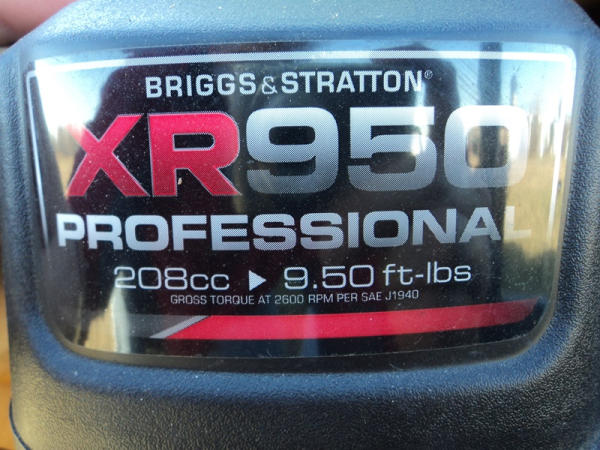 BRIGGS & STRATTON®
XR950
PROFESSIONAL
208cc ▶ 9.50 ft-lbs
GROSS TORQUE AT 2600 RPM PER SAE J1940